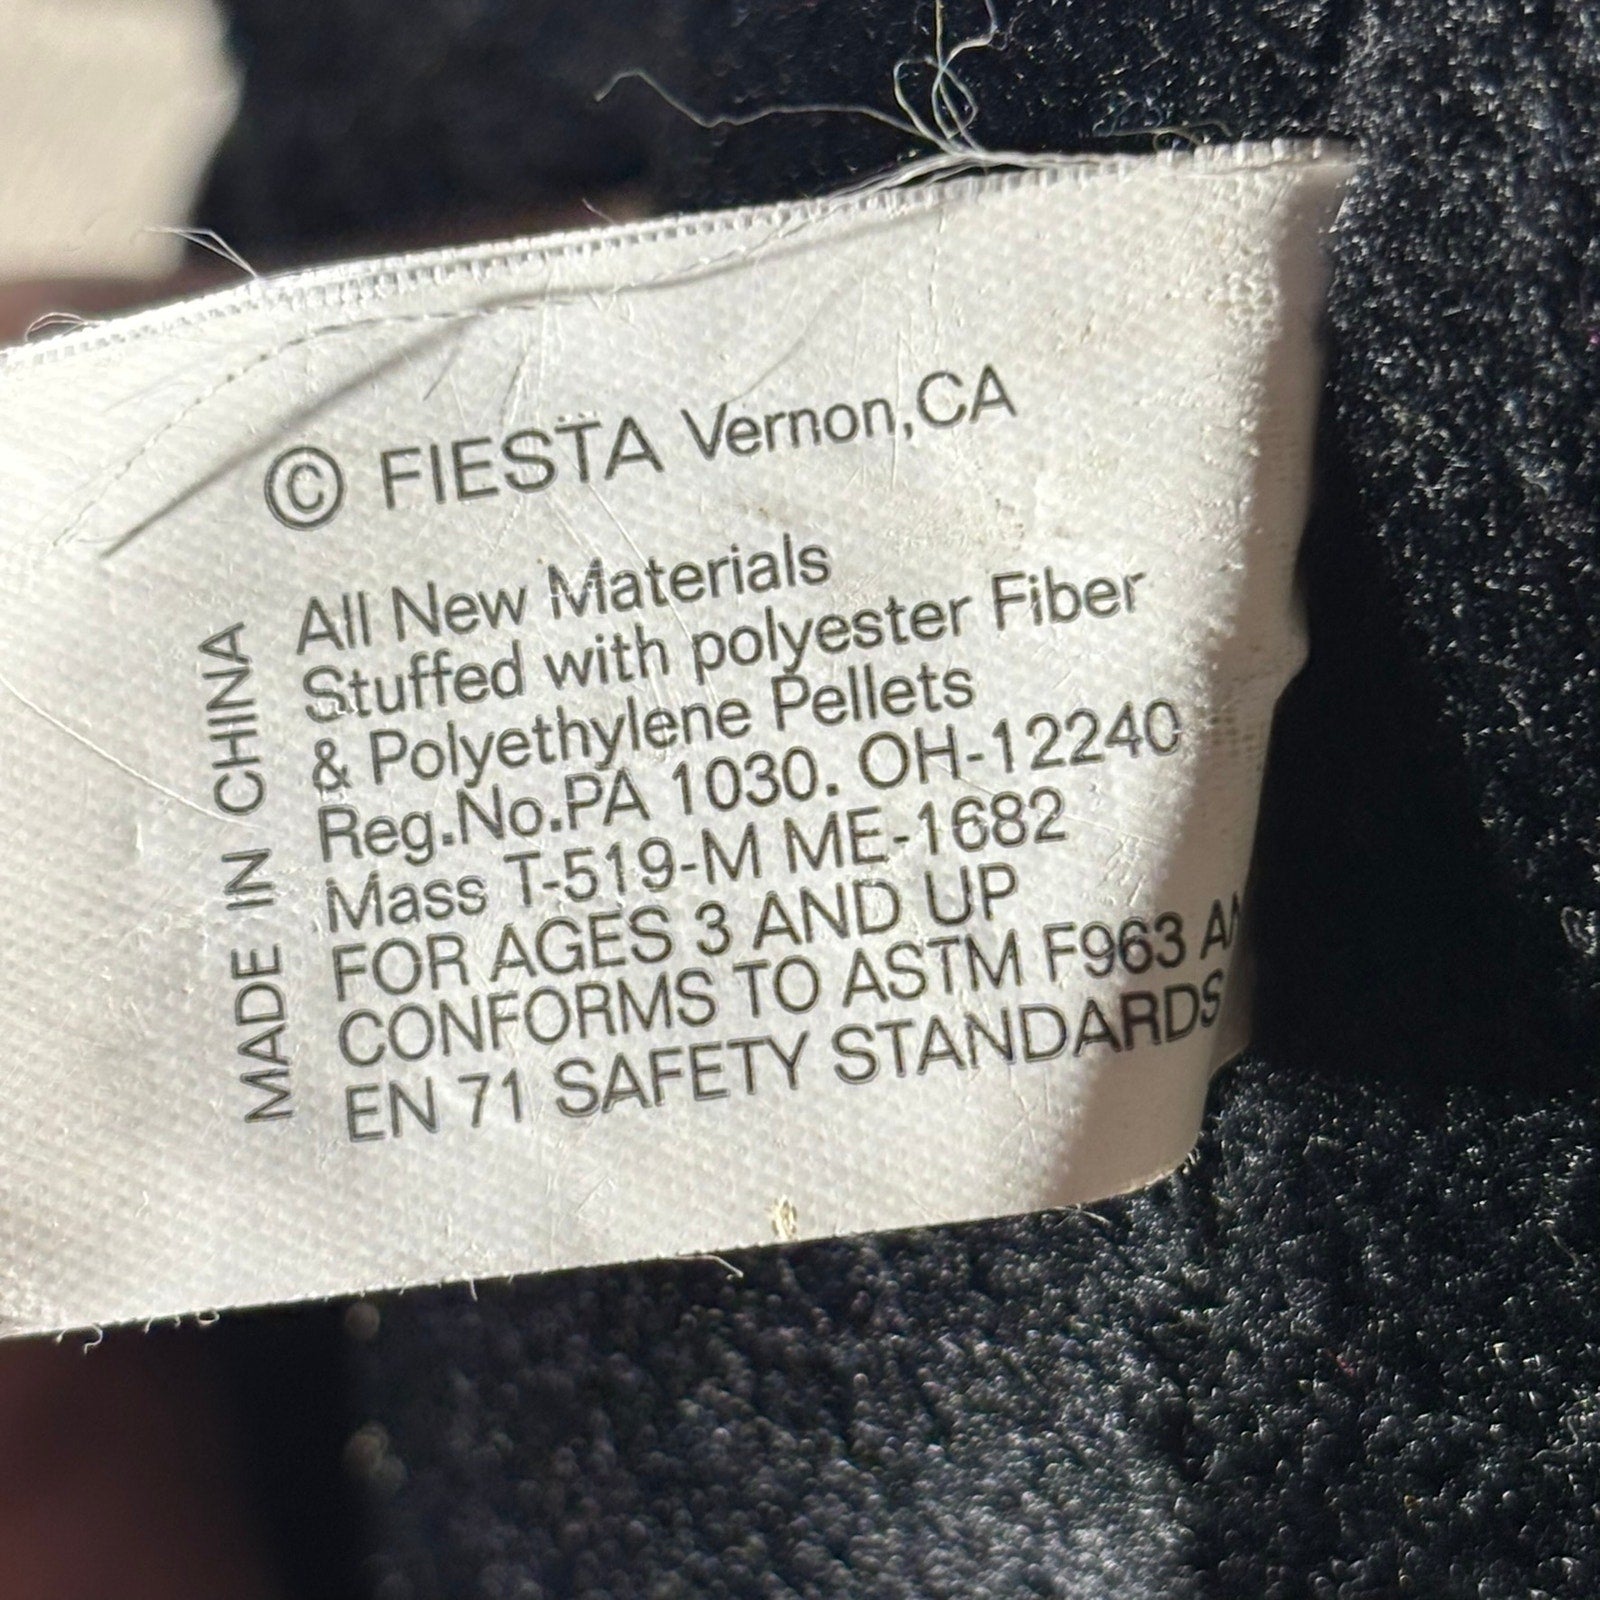 © FIESTA Vernon,CA
All New Materials
Stuffed with polyester Fiber
& Polyethylene Pellets
Reg.No.PA 1030. OH-12240
Mass T-519-M ME-1682
FOR AGES 3 AND UP
CONFORMS TO ASTM F963
EN 71 SAFETY STANDARDS
MADE IN CHINA